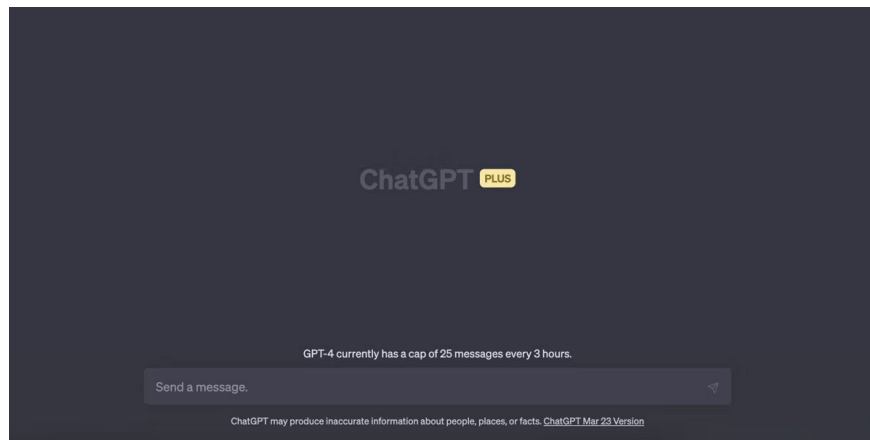 ChatGPT PLUS
GPT-4 currently has a cap of 25 messages every 3 hours.
Send a message.
ChatGPT may produce inaccurate information about people, places, or facts. ChatGPT Mar 23 Version